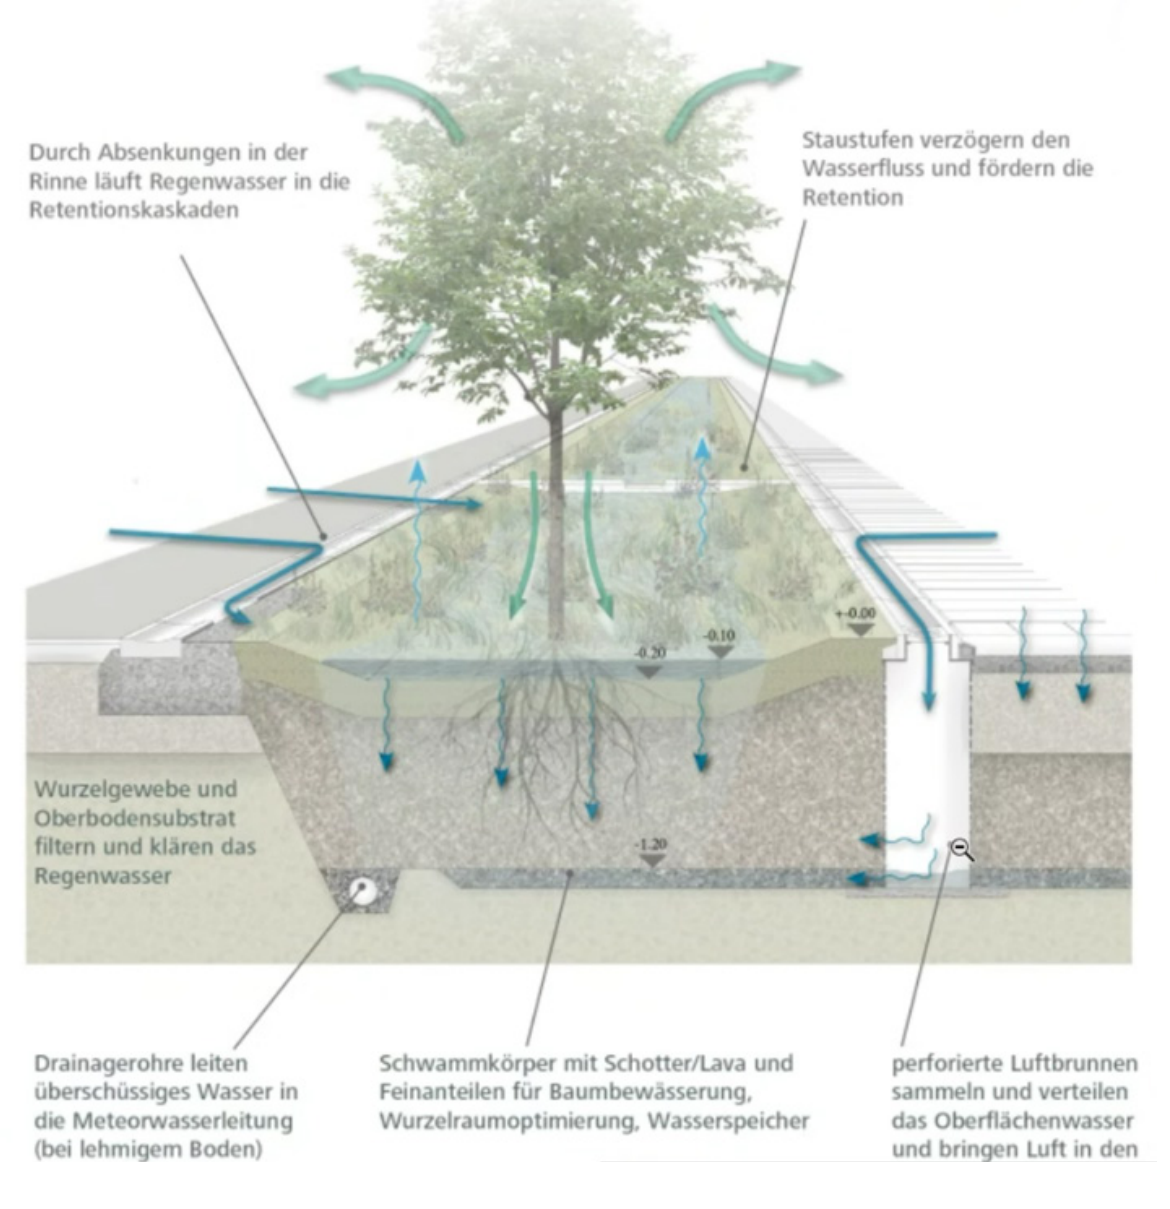 Durch Absenkungen in der
Rinne läuft Regenwasser in die
Retentionskaskaden
Staustufen verzögern den
Wasserfluss und fördern die
Retention
+-0.00
-0.10
-0.20
Wurzelgewebe und
Oberbodensubstrat
filtern und klären das
Regenwasser
-1.20
Drainagerohre leiten
überschüssiges Wasser in
die Meteorwasserleitung
(bei lehmigem Boden)
Schwammkörper mit Schotter/Lava und
Feinanteilen für Baumbewässerung,
Wurzelraumoptimierung, Wasserspeicher
perforierte Luftbrunnen
sammeln und verteilen
das Oberflächenwasser
und bringen Luft in den